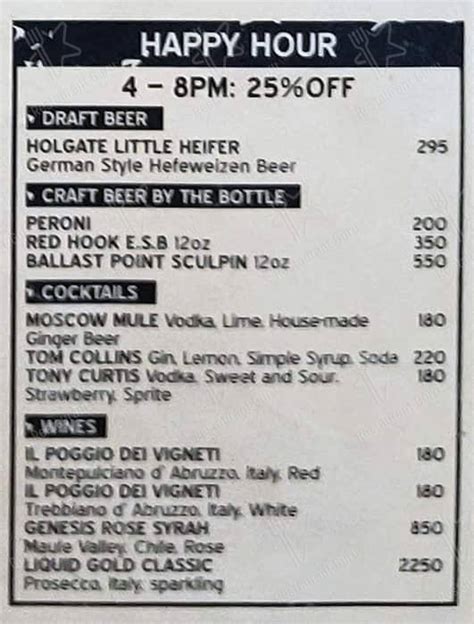 HAPPY HOUR
4 - 8PM: 25%OFF
DRAFT BEER
HOLGATE LITTLE HEIFER 295
German Style Hefeweizen Beer
CRAFT BEER BY THE BOTTLE
PERONI 200
RED HOOK E.S.B 12oz 350
BALLAST POINT SCULPIN 12oz 550
COCKTAILS
MOSCOW MULE Vodka, Lime, House-made 180
Ginger Beer
TOM COLLINS Gin, Lemon, Simple Syrup, Soda 220
TONY CURTIS Vodka, Sweet and Sour, 180
Strawberry, Sprite
WINES
IL POGGIO DEI VIGNETI 180
Montepulciano d' Abruzzo, Italy, Red
IL POGGIO DEI VIGNETI 180
Trebbiano d' Abruzzo, Italy, White
GENESIS ROSE SYRAH 850
Maule Valley, Chile, Rose
LIQUID GOLD CLASSIC 2250
Prosecco, Italy, sparkling